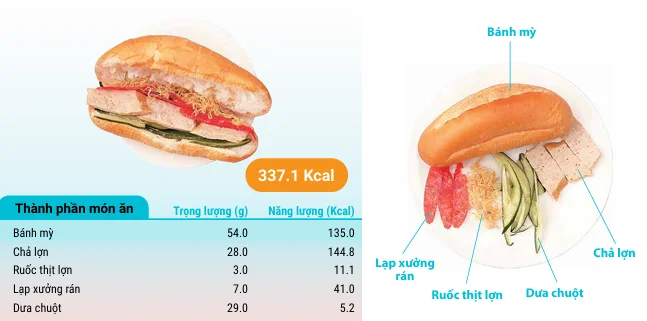 337.1 Kcal
Thành phần món ăn Trọng lượng (g) Năng lượng (Kcal)
Bánh mỳ 54.0 135.0
Chả lợn 28.0 144.8
Ruốc thịt lợn 3.0 11.1
Lạp xưởng rán 7.0 41.0
Dưa chuột 29.0 5.2
Bánh mỳ
Chả lợn
Lạp xưởng
rán
Ruốc thịt lợn
Dưa chuột